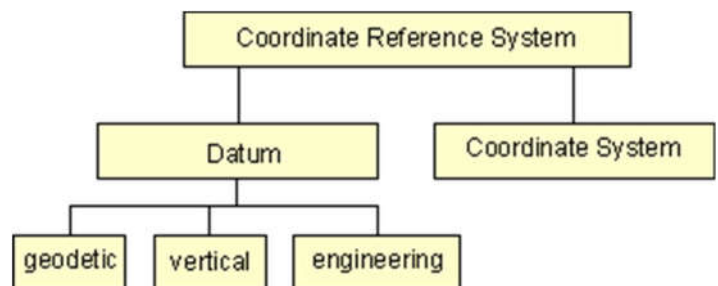 Coordinate Reference System
Datum
Coordinate System
geodetic
vertical
engineering